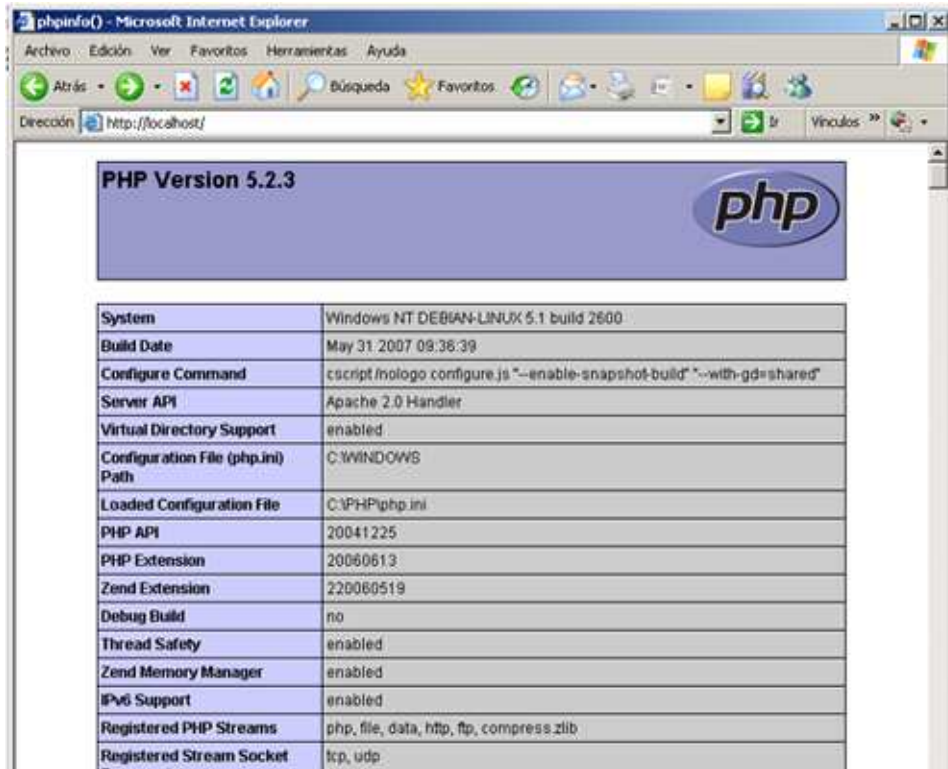 phpinfo() - Microsoft Internet Explorer
Archivo Edición Ver Favoritos Herramientas Ayuda
Atrás Búsqueda Favoritos
Dirección http://localhost/ Ir Vínculos »
PHP Version 5.2.3
php
System Windows NT DEBIAN-LINUX 5.1 build 2600
Build Date May 31 2007 09:36:39
Configure Command cscript /nologo configure.js "--enable-snapshot-build" "--with-gd=shared"
Server API Apache 2.0 Handler
Virtual Directory Support enabled
Configuration File (php.ini) C:\WINDOWS
Path
Loaded Configuration File C:\PHP\php.ini
PHP API 20041225
PHP Extension 20060613
Zend Extension 220060519
Debug Build no
Thread Safety enabled
Zend Memory Manager enabled
IPv6 Support enabled
Registered PHP Streams php, file, data, http, ftp, compress.zlib
Registered Stream Socket tcp, udp